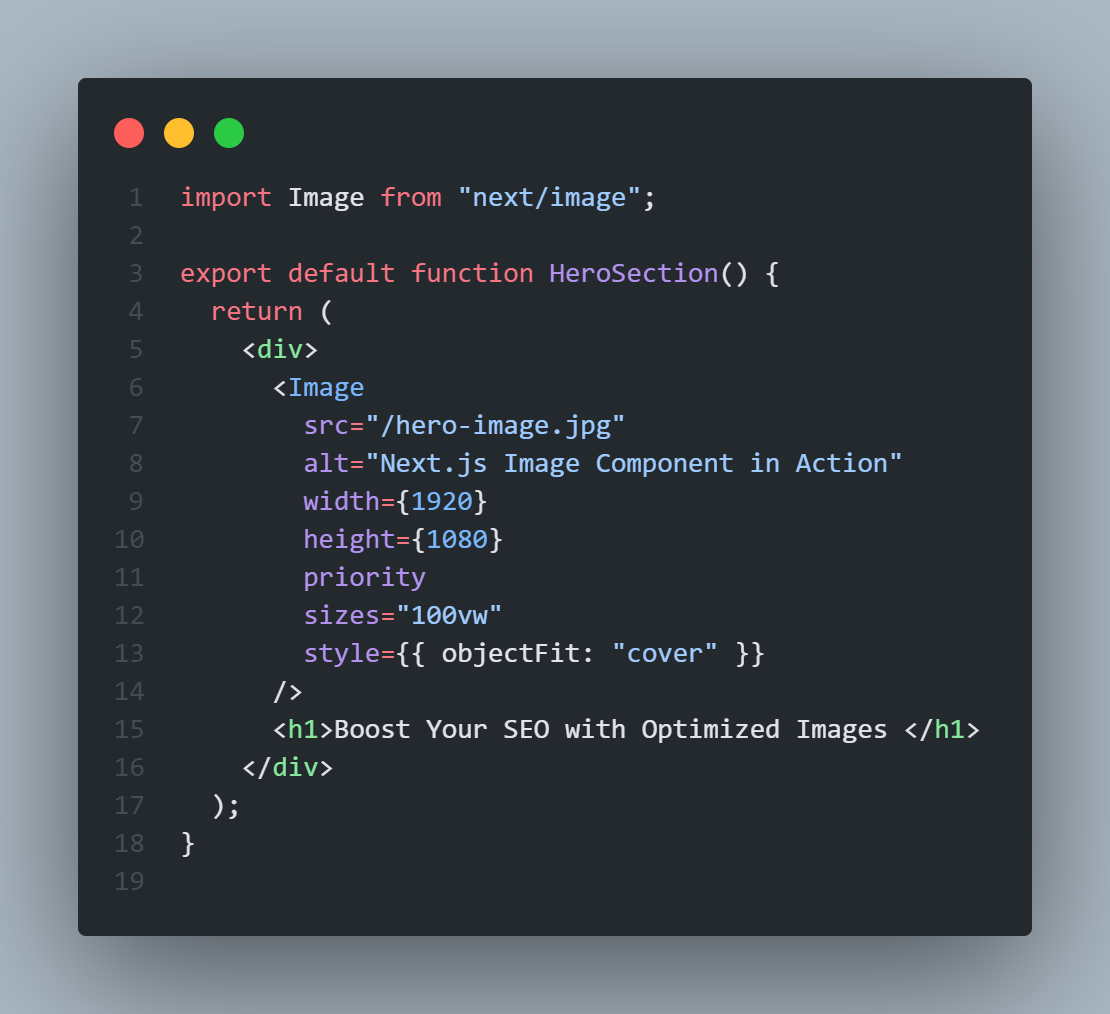 1 import Image from "next/image";
2
3 export default function HeroSection() {
4   return (
5     <div>
6       <Image
7         src="/hero-image.jpg"
8         alt="Next.js Image Component in Action"
9         width={1920}
10         height={1080}
11         priority
12         sizes="100vw"
13         style={{ objectFit: "cover" }}
14       />
15       <h1>Boost Your SEO with Optimized Images </h1>
16     </div>
17   );
18 }
19